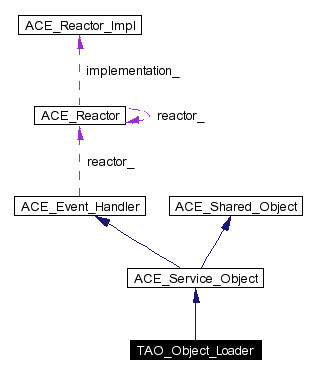 ACE_Reactor_Impl
implementation_
ACE_Reactor
reactor_
reactor_
ACE_Event_Handler
ACE_Shared_Object
ACE_Service_Object
TAO_Object_Loader